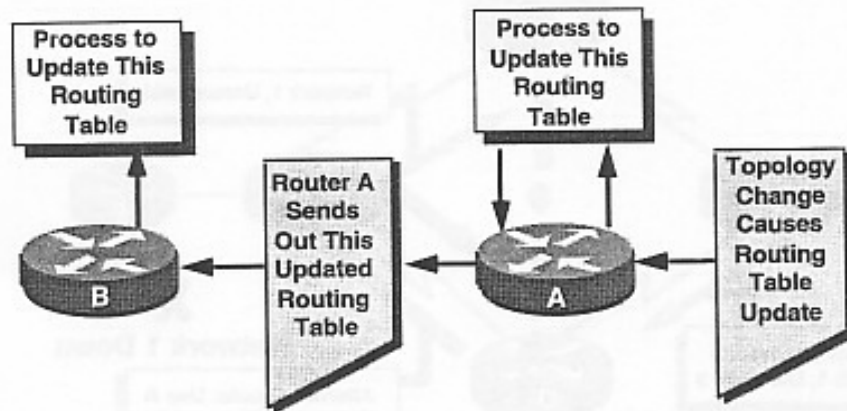 Process to
Update This
Routing
Table
Process to
Update This
Routing
Table
Router A
Sends
Out This
Updated
Routing
Table
Topology
Change
Causes
Routing
Table
Update
B
A